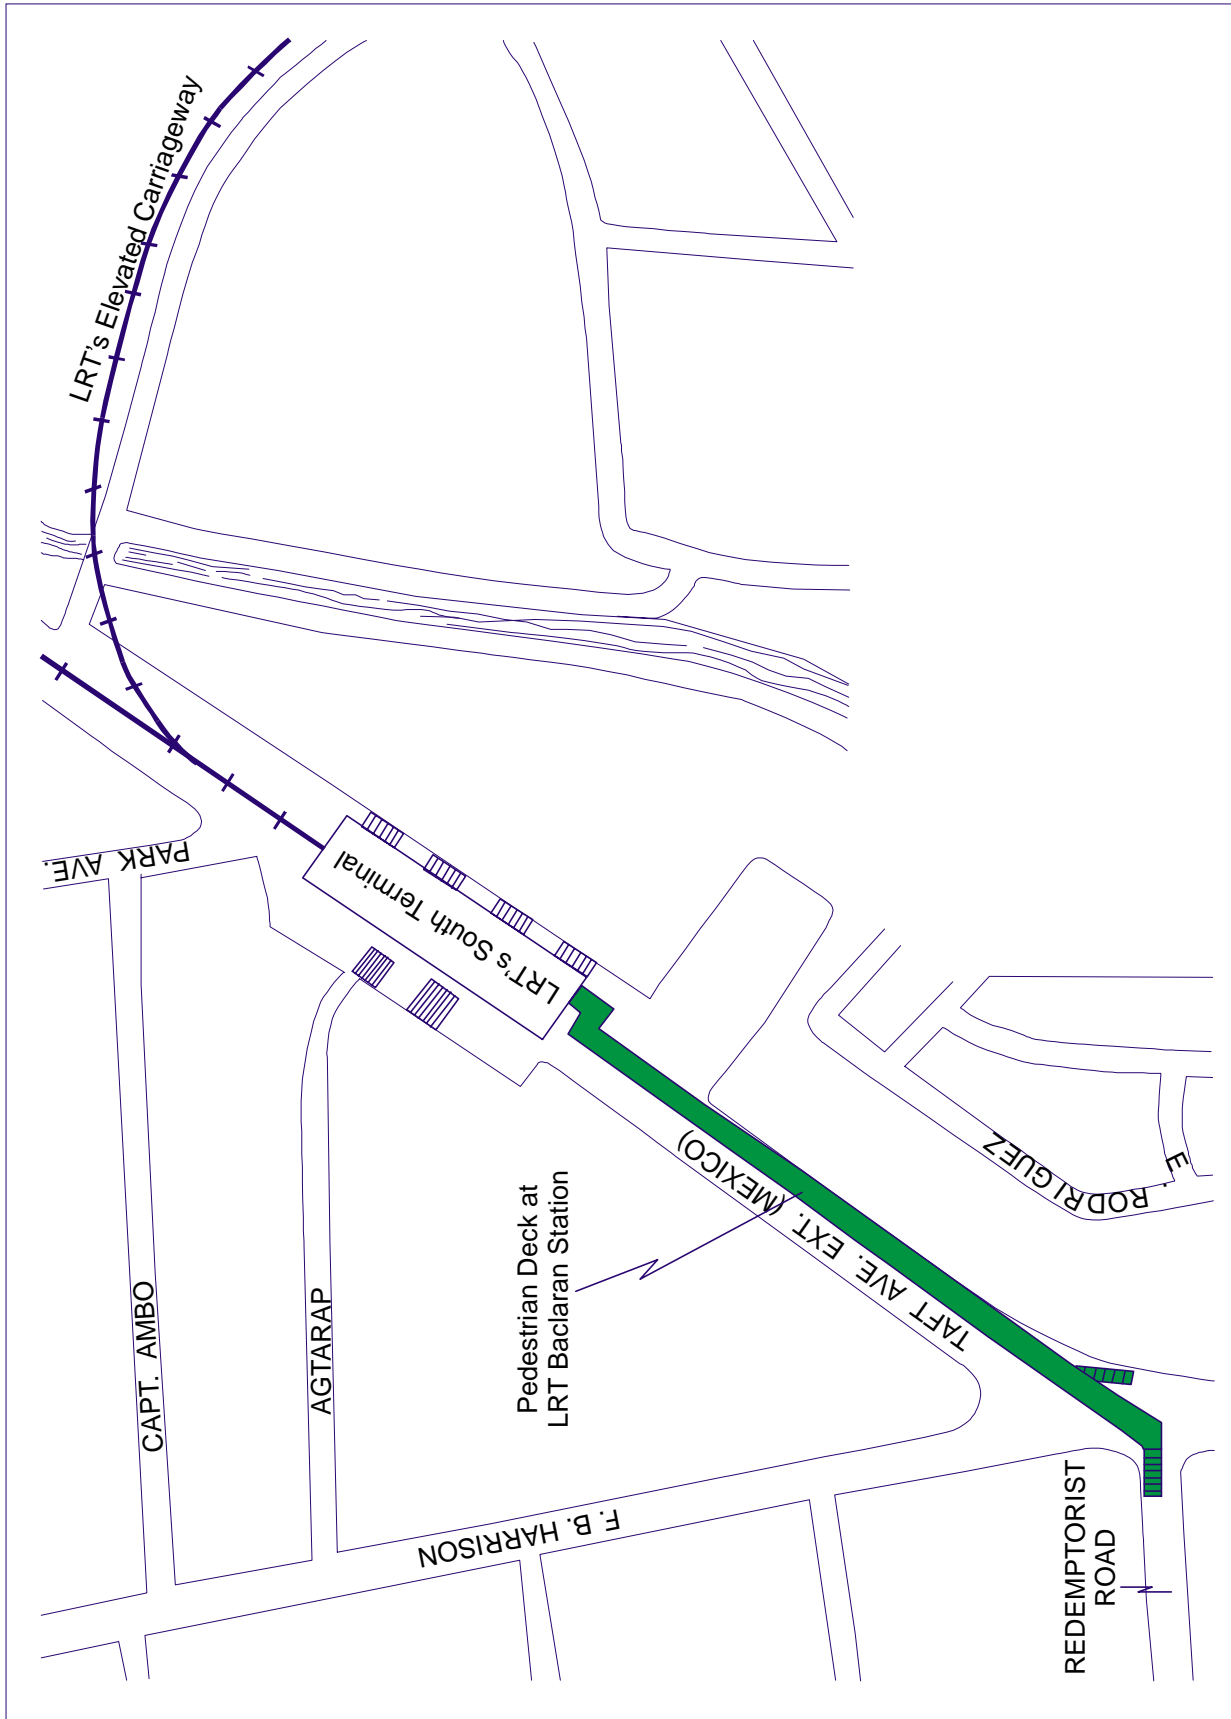 LRT's Elevated Carriageway
PARK AVE.
LRT's South Terminal
CAPT. AMBO
AGTARAP
Pedestrian Deck at
LRT Baclaran Station
TAFT AVE. EXT. (MEXICO)
E. RODRIGUEZ
F. B. HARRISON
REDEMPTORIST
ROAD